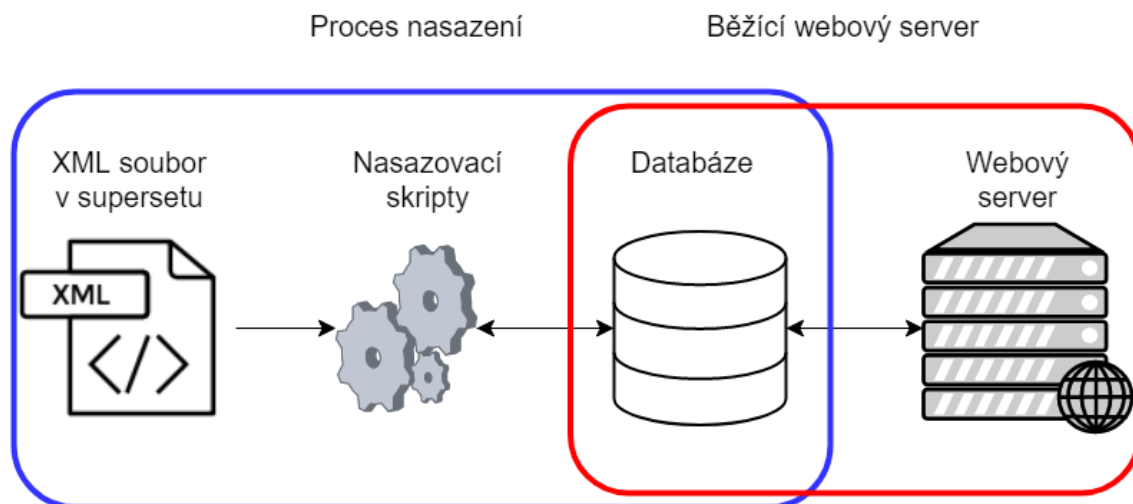 Proces nasazení
Běžící webový server
XML soubor
v supersetu
Nasazovací
skripty
Databáze
Webový
server
XML